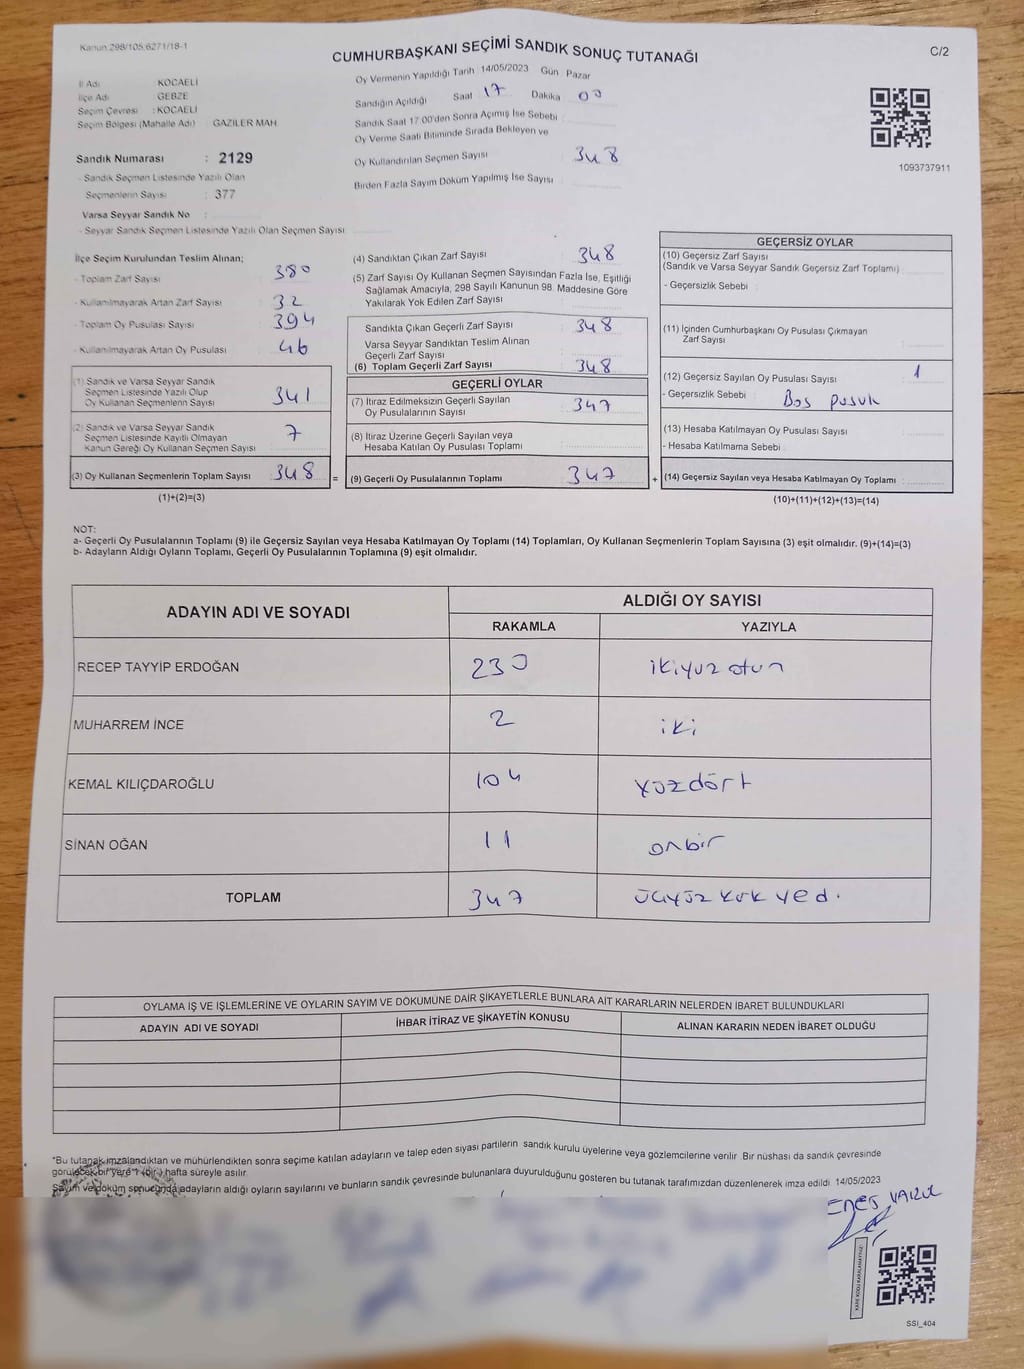 Kanun 298/105,6271/18-1
CUMHURBAŞKANI SEÇİMİ SANDIK SONUÇ TUTANAĞI
C/2
İl Adı KOCAELİ
İlçe Adı GEBZE
Seçim Çevresi : KOCAELİ
Seçim Bölgesi (Mahalle Adı) GAZİLER MAH.
Sandık Numarası : 2129
- Sandık Seçmen Listesinde Yazılı Olan
Seçmenlerin Sayısı : 377
Varsa Seyyar Sandık No :
- Seyyar Sandık Seçmen Listesinde Yazılı Olan Seçmen Sayısı
Oy Vermenin Yapıldığı Tarih 14/05/2023 Gün Pazar
Sandığın Açıldığı Saat 17 Dakika 00
Sandık Saat 17:00'den Sonra Açımış İse Sebebi
Oy Verme Saati Bitiminde Sırada Bekleyen ve
Oy Kullandırılan Seçmen Sayısı 348
Birden Fazla Sayım Döküm Yapılmış İse Sayısı
1093737911
İlçe Seçim Kurulundan Teslim Alınan;
- Toplam Zarf Sayısı : 380
- Kullanılmayarak Artan Zarf Sayısı : 32
- Toplam Oy Pusulası Sayısı : 394
- Kullanılmayarak Artan Oy Pusulası : 46
(1) Sandık ve Varsa Seyyar Sandık
Seçmen Listesinde Yazılı Olup
Oy Kullanan Seçmenlerin Sayısı : 341
(2) Sandık ve Varsa Seyyar Sandık
Seçmen Listesinde Kayıtlı Olmayan
Kanun Gereği Oy Kullanan Seçmen Sayısı : 7
(3) Oy Kullanan Seçmenlerin Toplam Sayısı : 348
(1)+(2)=(3)
(4) Sandıktan Çıkan Zarf Sayısı 348
(5) Zarf Sayısı Oy Kullanan Seçmen Sayısından Fazla İse, Eşitliği
Sağlamak Amacıyla, 298 Sayılı Kanunun 98. Maddesine Göre
Yakılarak Yok Edilen Zarf Sayısı
Sandıkta Çıkan Geçerli Zarf Sayısı 348
Varsa Seyyar Sandıktan Teslim Alınan
Geçerli Zarf Sayısı
(6) Toplam Geçerli Zarf Sayısı 348
GEÇERLİ OYLAR
(7) İtiraz Edilmeksizin Geçerli Sayılan
Oy Pusulalarının Sayısı 347
(8) İtiraz Üzerine Geçerli Sayılan veya
Hesaba Katılan Oy Pusulası Toplamı
= (9) Geçerli Oy Pusulalarının Toplamı 347
GEÇERSİZ OYLAR
(10) Geçersiz Zarf Sayısı
(Sandık ve Varsa Seyyar Sandık Geçersiz Zarf Toplamı)
- Geçersizlik Sebebi
(11) İçinden Cumhurbaşkanı Oy Pusulası Çıkmayan
Zarf Sayısı
(12) Geçersiz Sayılan Oy Pusulası Sayısı 1
- Geçersizlik Sebebi : Boş pusula
(13) Hesaba Katılmayan Oy Pusulası Sayısı
- Hesaba Katılmama Sebebi
+ (14) Geçersiz Sayılan veya Hesaba Katılmayan Oy Toplamı
(10)+(11)+(12)+(13)=(14)
NOT:
a- Geçerli Oy Pusulalarının Toplamı (9) ile Geçersiz Sayılan veya Hesaba Katılmayan Oy Toplamı (14) Toplamları, Oy Kullanan Seçmenlerin Toplam Sayısına (3) eşit olmalıdır. (9)+(14)=(3)
b- Adayların Aldığı Oyların Toplamı, Geçerli Oy Pusulalarının Toplamına (9) eşit olmalıdır.
ADAYIN ADI VE SOYADI
ALDIĞI OY SAYISI
RAKAMLA YAZIYLA
RECEP TAYYİP ERDOĞAN 230 ikiyuz otuz
MUHARREM İNCE 2 iki
KEMAL KILIÇDAROĞLU 104 Yüzdört
SİNAN OĞAN 11 onbir
TOPLAM 347 üçyüz kırk yedi
OYLAMA İŞ VE İŞLEMLERİNE VE OYLARIN SAYIM VE DÖKÜMÜNE DAİR ŞİKAYETLERLE BUNLARA AİT KARARLARIN NELERDEN İBARET BULUNDUKLARI
ADAYIN ADI VE SOYADI İHBAR İTİRAZ VE ŞİKAYETİN KONUSU ALINAN KARARIN NEDEN İBARET OLDUĞU
"Bu tutanak imzalandıktan ve mühürlendikten sonra seçime katılan adayların ve talep eden siyasi partilerin sandık kurulu üyelerine veya gözlemcilerine verilir. Bir nüshası da sandık çevresinde
görülecek bir yere "1 (bir)" hafta süreyle asılır.
Sayım ve döküm sonucunda adayların aldığı oyların sayılarını ve bunların sandık çevresinde bulunanlara duyurulduğunu gösteren bu tutanak tarafımızdan düzenlenerek imza edildi 14/05/2023
SSI_404